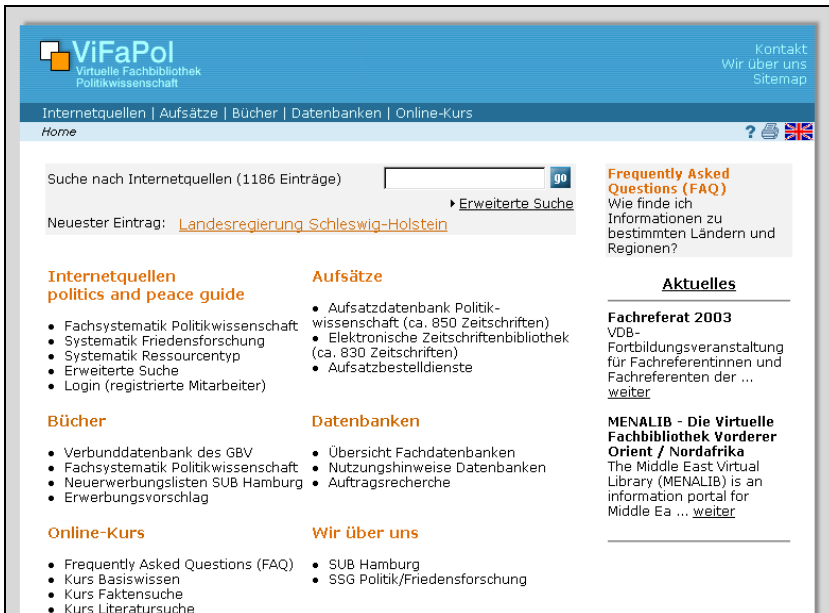 ViFaPol
Virtuelle Fachbibliothek
Politikwissenschaft
Kontakt
Wir über uns
Sitemap
Internetquellen | Aufsätze | Bücher | Datenbanken | Online-Kurs
Home
?
Suche nach Internetquellen (1186 Einträge)
go
Erweiterte Suche
Neuester Eintrag: Landesregierung Schleswig-Holstein
Internetquellen
politics and peace guide
• Fachsystematik Politikwissenschaft
• Systematik Friedensforschung
• Systematik Ressourcentyp
• Erweiterte Suche
• Login (registrierte Mitarbeiter)
Aufsätze
• Aufsatzdatenbank Politik-
wissenschaft (ca. 850 Zeitschriften)
• Elektronische Zeitschriftenbibliothek
(ca. 830 Zeitschriften)
• Aufsatzbestelldienste
Bücher
• Verbunddatenbank des GBV
• Fachsystematik Politikwissenschaft
• Neuerwerbungslisten SUB Hamburg
• Erwerbungsvorschlag
Datenbanken
• Übersicht Fachdatenbanken
• Nutzungshinweise Datenbanken
• Auftragsrecherche
Online-Kurs
• Frequently Asked Questions (FAQ)
• Kurs Basiswissen
• Kurs Faktensuche
• Kurs Literatursuche
Wir über uns
• SUB Hamburg
• SSG Politik/Friedensforschung
Frequently Asked
Questions (FAQ)
Wie finde ich
Informationen zu
bestimmten Ländern und
Regionen?
Aktuelles
Fachreferat 2003
VDB-
Fortbildungsveranstaltung
für Fachreferentinnen und
Fachreferenten der ...
weiter
MENALIB - Die Virtuelle
Fachbibliothek Vorderer
Orient / Nordafrika
The Middle East Virtual
Library (MENALIB) is an
information portal for
Middle Ea ... weiter